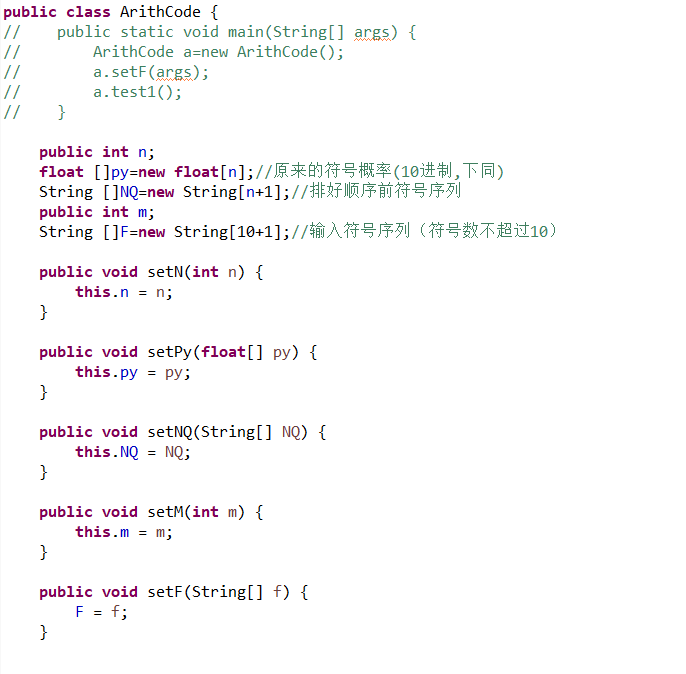 public class ArithCode {
//    public static void main(String[] args) {
//        ArithCode a=new ArithCode();
//        a.setF(args);
//        a.test1();
//    }
    public int n;
    float []py=new float[n];//原来的符号概率(10进制,下同)
    String []NQ=new String[n+1];//排好顺序前符号序列
    public int m;
    String []F=new String[10+1];//输入符号序列（符号数不超过10）
    public void setN(int n) {
        this.n = n;
    }
    public void setPy(float[] py) {
        this.py = py;
    }
    public void setNQ(String[] NQ) {
        this.NQ = NQ;
    }
    public void setM(int m) {
        this.m = m;
    }
    public void setF(String[] f) {
        F = f;
    }